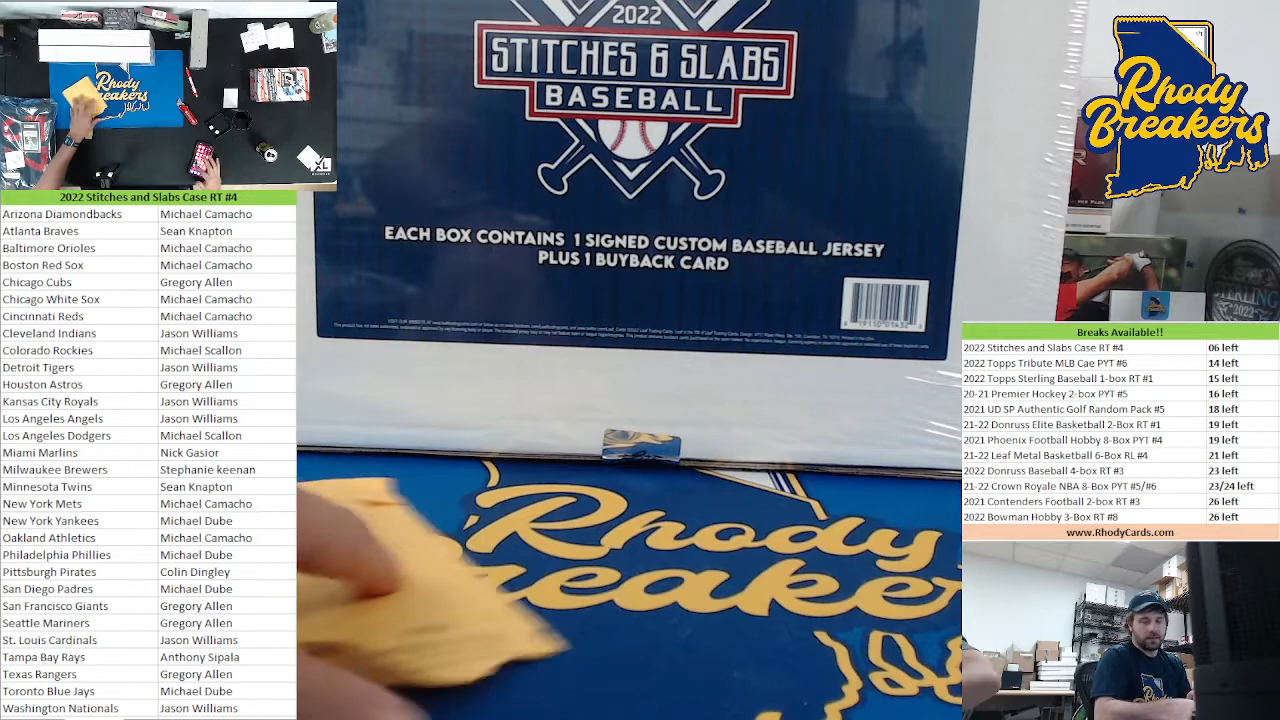 2022 Stitches and Slabs Case RT #4
Arizona Diamondbacks Michael Camacho
Atlanta Braves Sean Knapton
Baltimore Orioles Michael Camacho
Boston Red Sox Michael Camacho
Chicago Cubs Gregory Allen
Chicago White Sox Michael Camacho
Cincinnati Reds Michael Camacho
Cleveland Indians Jason Williams
Colorado Rockies Michael Scallon
Detroit Tigers Jason Williams
Houston Astros Gregory Allen
Kansas City Royals Jason Williams
Los Angeles Angels Jason Williams
Los Angeles Dodgers Michael Scallon
Miami Marlins Nick Gasior
Milwaukee Brewers Stephanie keenan
Minnesota Twins Sean Knapton
New York Mets Michael Camacho
New York Yankees Michael Dube
Oakland Athletics Michael Camacho
Philadelphia Phillies Michael Dube
Pittsburgh Pirates Colin Dingley
San Diego Padres Michael Dube
San Francisco Giants Gregory Allen
Seattle Mariners Gregory Allen
St. Louis Cardinals Jason Williams
Tampa Bay Rays Anthony Sipala
Texas Rangers Gregory Allen
Toronto Blue Jays Michael Dube
Washington Nationals Jason Williams
Rhody
Breakers
XL
2022
STITCHES & SLABS
BASEBALL
EACH BOX CONTAINS 1 SIGNED CUSTOM BASEBALL JERSEY
PLUS 1 BUYBACK CARD
Rhody
reake
Rhody
Breakers
Breaks Available!!
2022 Stitches and Slabs Case RT #4 06 left
2022 Topps Tribute MLB Cae PYT #6 14 left
2022 Topps Sterling Baseball 1-box RT #1 15 left
20-21 Premier Hockey 2-box PYT #5 16 left
2021 UD SP Authentic Golf Random Pack #5 18 left
21-22 Donruss Elite Basketball 2-Box RT #1 19 left
2021 Phoenix Football Hobby 8-Box PYT #4 19 left
21-22 Leaf Metal Basketball 6-Box RL #4 21 left
2022 Donruss Baseball 4-box RT #3 23 left
21-22 Crown Royale NBA 8-Box PYT #5/#6 23/24 left
2021 Contenders Football 2-box RT #3 26 left
2022 Bowman Hobby 3-Box RT #8 26 left
www.RhodyCards.com